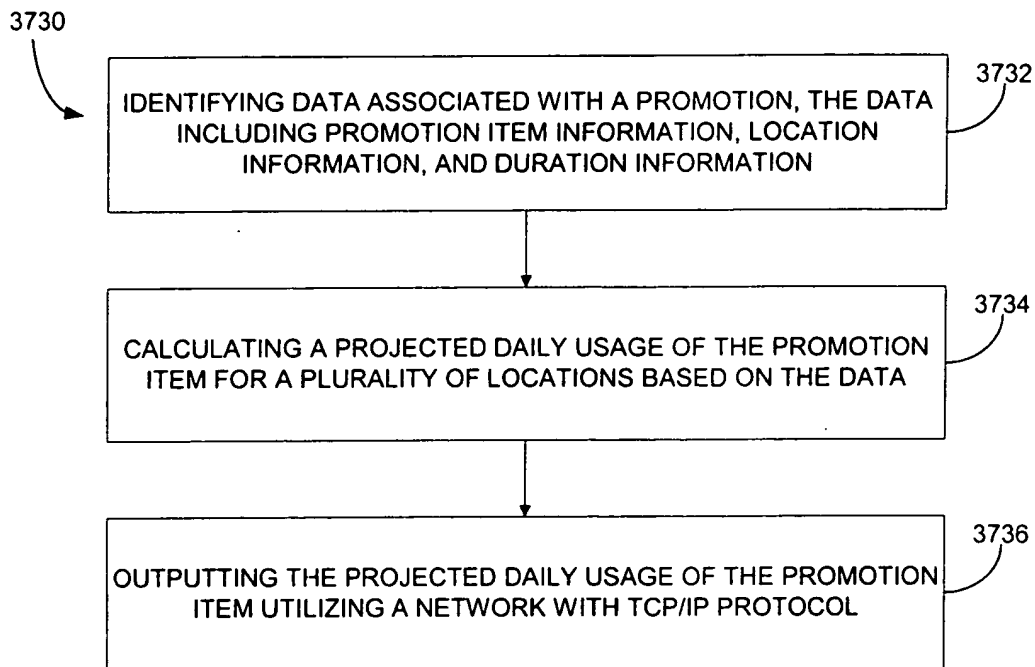 3730
3732
IDENTIFYING DATA ASSOCIATED WITH A PROMOTION, THE DATA
INCLUDING PROMOTION ITEM INFORMATION, LOCATION
INFORMATION, AND DURATION INFORMATION
3734
CALCULATING A PROJECTED DAILY USAGE OF THE PROMOTION
ITEM FOR A PLURALITY OF LOCATIONS BASED ON THE DATA
3736
OUTPUTTING THE PROJECTED DAILY USAGE OF THE PROMOTION
ITEM UTILIZING A NETWORK WITH TCP/IP PROTOCOL